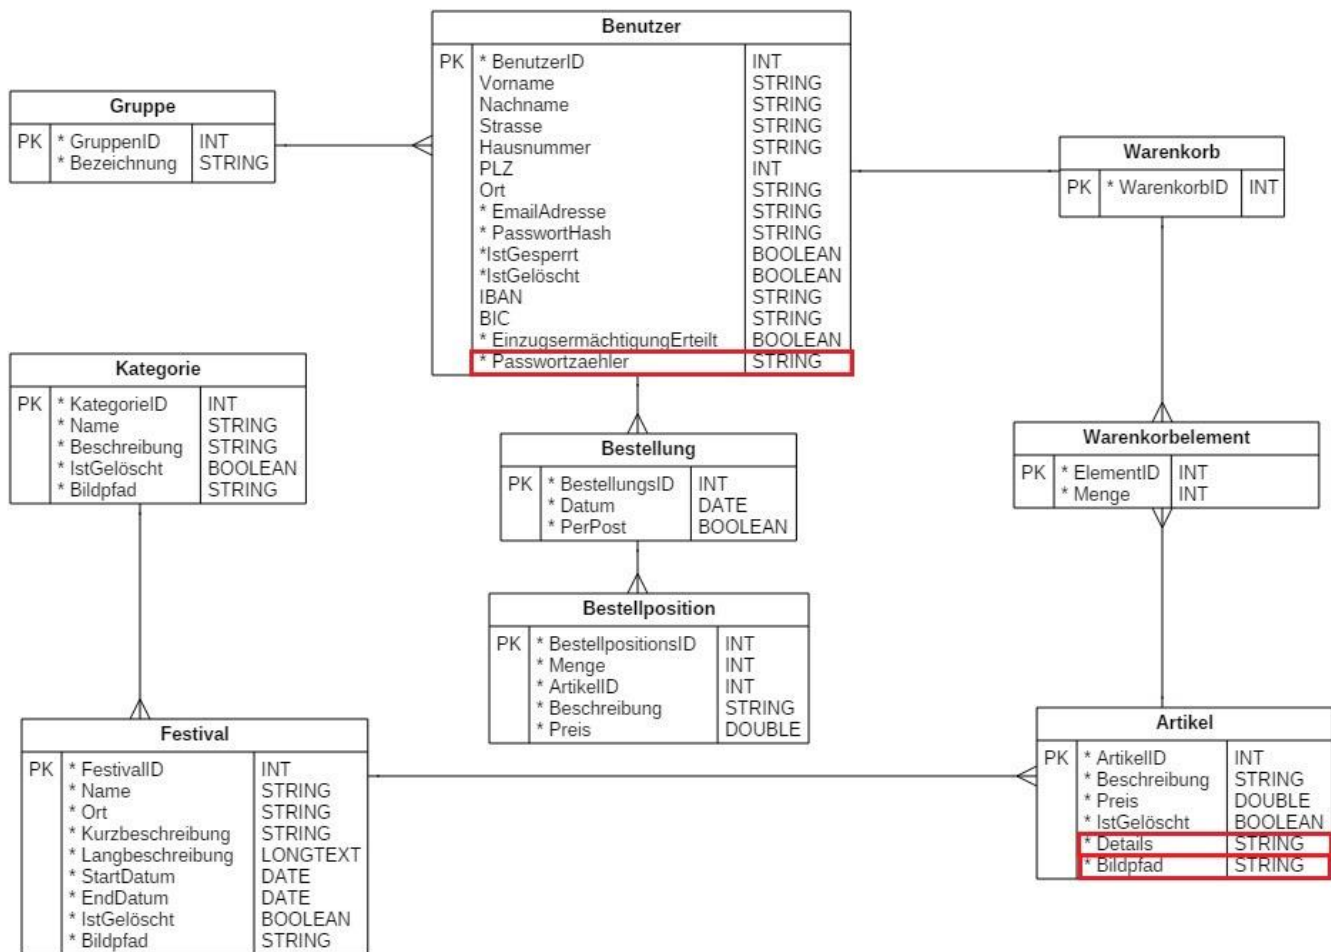 Benutzer
PK * BenutzerID INT
Vorname STRING
Nachname STRING
Strasse STRING
Hausnummer STRING
PLZ INT
Ort STRING
* EmailAdresse STRING
* PasswortHash STRING
*IstGesperrt BOOLEAN
*IstGelöscht BOOLEAN
IBAN STRING
BIC STRING
* EinzugsermächtigungErteilt BOOLEAN
* Passwortzaehler STRING
Gruppe
PK * GruppenID INT
* Bezeichnung STRING
Warenkorb
PK * WarenkorbID INT
Kategorie
PK * KategorieID INT
* Name STRING
* Beschreibung STRING
* IstGelöscht BOOLEAN
* Bildpfad STRING
Bestellung
PK * BestellungsID INT
* Datum DATE
* PerPost BOOLEAN
Warenkorbelement
PK * ElementID INT
* Menge INT
Bestellposition
PK * BestellpositionsID INT
* Menge INT
* ArtikelID INT
* Beschreibung STRING
* Preis DOUBLE
Festival
PK * FestivalID INT
* Name STRING
* Ort STRING
* Kurzbeschreibung STRING
* Langbeschreibung LONGTEXT
* StartDatum DATE
* EndDatum DATE
* IstGelöscht BOOLEAN
* Bildpfad STRING
Artikel
PK * ArtikelID INT
* Beschreibung STRING
* Preis DOUBLE
* IstGelöscht BOOLEAN
* Details STRING
* Bildpfad STRING